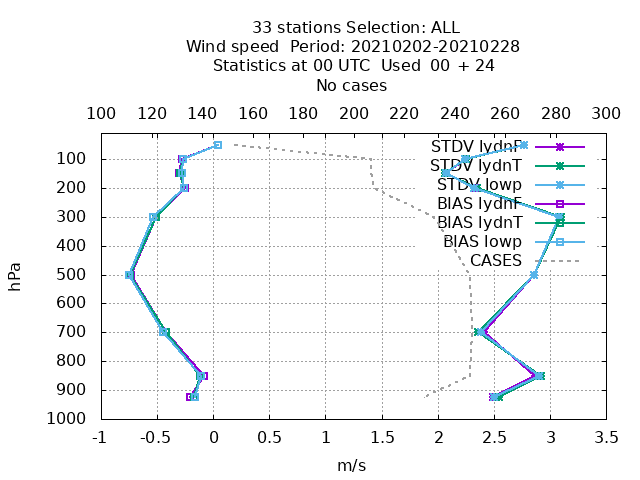 33 stations Selection: ALL
Wind speed  Period: 20210202-20210228
Statistics at 00 UTC  Used  00 + 24
No cases
100 120 140 160 180 200 220 240 260 280 300
STDV lydnF
STDV lydnT
STDV lowp
BIAS lydnF
BIAS lydnT
BIAS lowp
CASES
100
200
300
400
500
600
700
800
900
1000
hPa
-1 -0.5 0 0.5 1 1.5 2 2.5 3 3.5
m/s